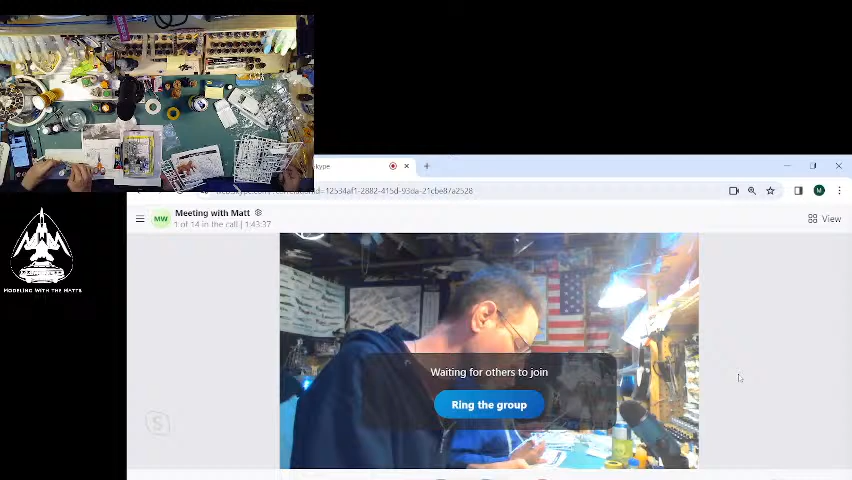 MODELING WITH THE MATTS
MW
Meeting with Matt
1 of 14 in the call | 1:43:37
View
Waiting for others to join
Ring the group